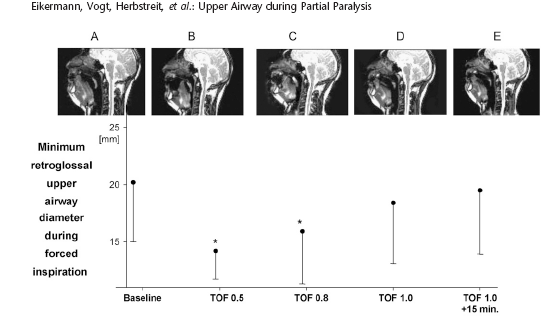 Eikermann, Vogt, Herbstreit, et al.: Upper Airway during Partial Paralysis
A B C D E
25
[mm]
Minimum
retroglossal
upper
airway
diameter
during
forced
inspiration
20
15
*
*
Baseline TOF 0.5 TOF 0.8 TOF 1.0 TOF 1.0
+15 min.